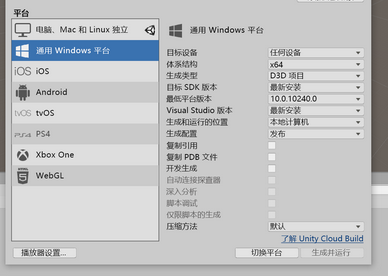 平台
电脑、Mac 和 Linux 独立
通用 Windows 平台
iOS iOS
Android
tvOS tvOS
PS4 PS4
Xbox One
HTML 5 WebGL
通用 Windows 平台
目标设备 任何设备
体系结构 x64
生成类型 D3D 项目
目标 SDK 版本 最新安装
最低平台版本 10.0.10240.0
Visual Studio 版本 最新安装
生成和运行的位置 本地计算机
生成配置 发布
复制引用
复制 PDB 文件
开发生成
自动连接探查器
深入分析
脚本调试
仅限脚本的生成
压缩方法 默认
了解 Unity Cloud Build
播放器设置... 切换平台 生成并运行